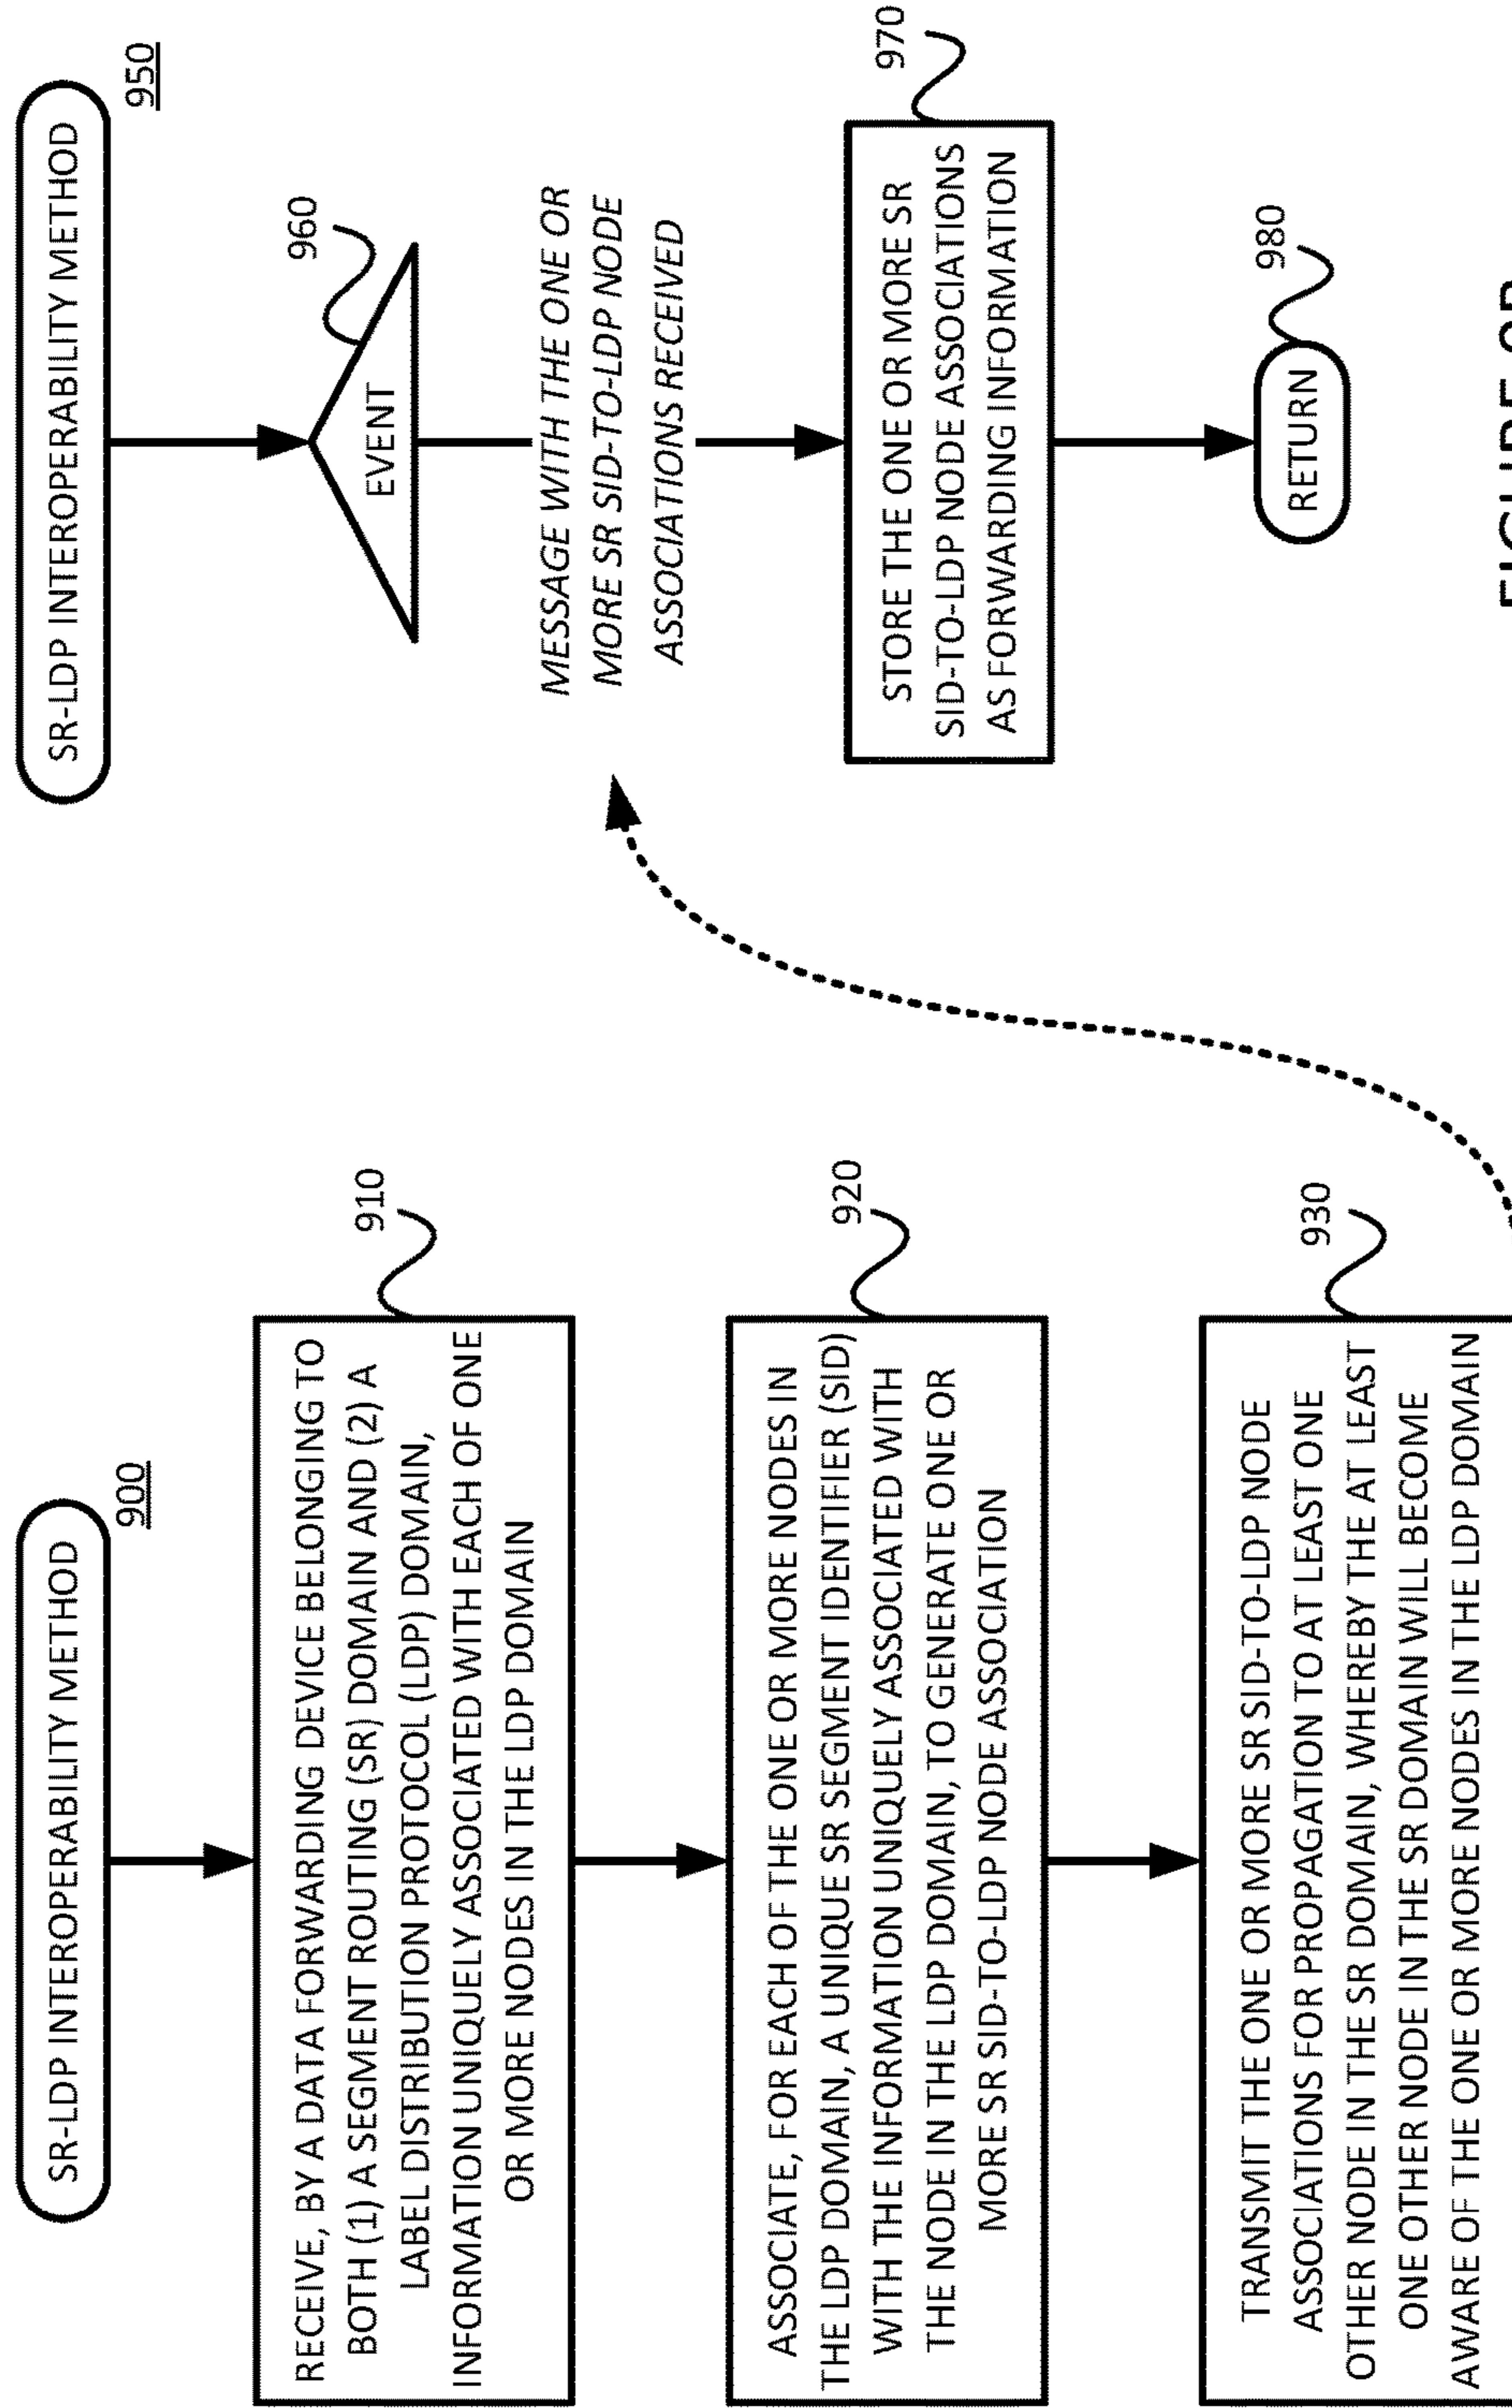 SR-LDP INTEROPERABILITY METHOD
900
RECEIVE, BY A DATA FORWARDING DEVICE BELONGING TO
BOTH (1) A SEGMENT ROUTING (SR) DOMAIN AND (2) A
LABEL DISTRIBUTION PROTOCOL (LDP) DOMAIN,
INFORMATION UNIQUELY ASSOCIATED WITH EACH OF ONE
OR MORE NODES IN THE LDP DOMAIN
910
ASSOCIATE, FOR EACH OF THE ONE OR MORE NODES IN
THE LDP DOMAIN, A UNIQUE SR SEGMENT IDENTIFIER (SID)
WITH THE INFORMATION UNIQUELY ASSOCIATED WITH
THE NODE IN THE LDP DOMAIN, TO GENERATE ONE OR
MORE SR SID-TO-LDP NODE ASSOCIATION
920
TRANSMIT THE ONE OR MORE SR SID-TO-LDP NODE
ASSOCIATIONS FOR PROPAGATION TO AT LEAST ONE
OTHER NODE IN THE SR DOMAIN, WHEREBY THE AT LEAST
ONE OTHER NODE IN THE SR DOMAIN WILL BECOME
AWARE OF THE ONE OR MORE NODES IN THE LDP DOMAIN
930
SR-LDP INTEROPERABILITY METHOD
950
EVENT
960
MESSAGE WITH THE ONE OR
MORE SR SID-TO-LDP NODE
ASSOCIATIONS RECEIVED
STORE THE ONE OR MORE SR
SID-TO-LDP NODE ASSOCIATIONS
AS FORWARDING INFORMATION
970
RETURN
980